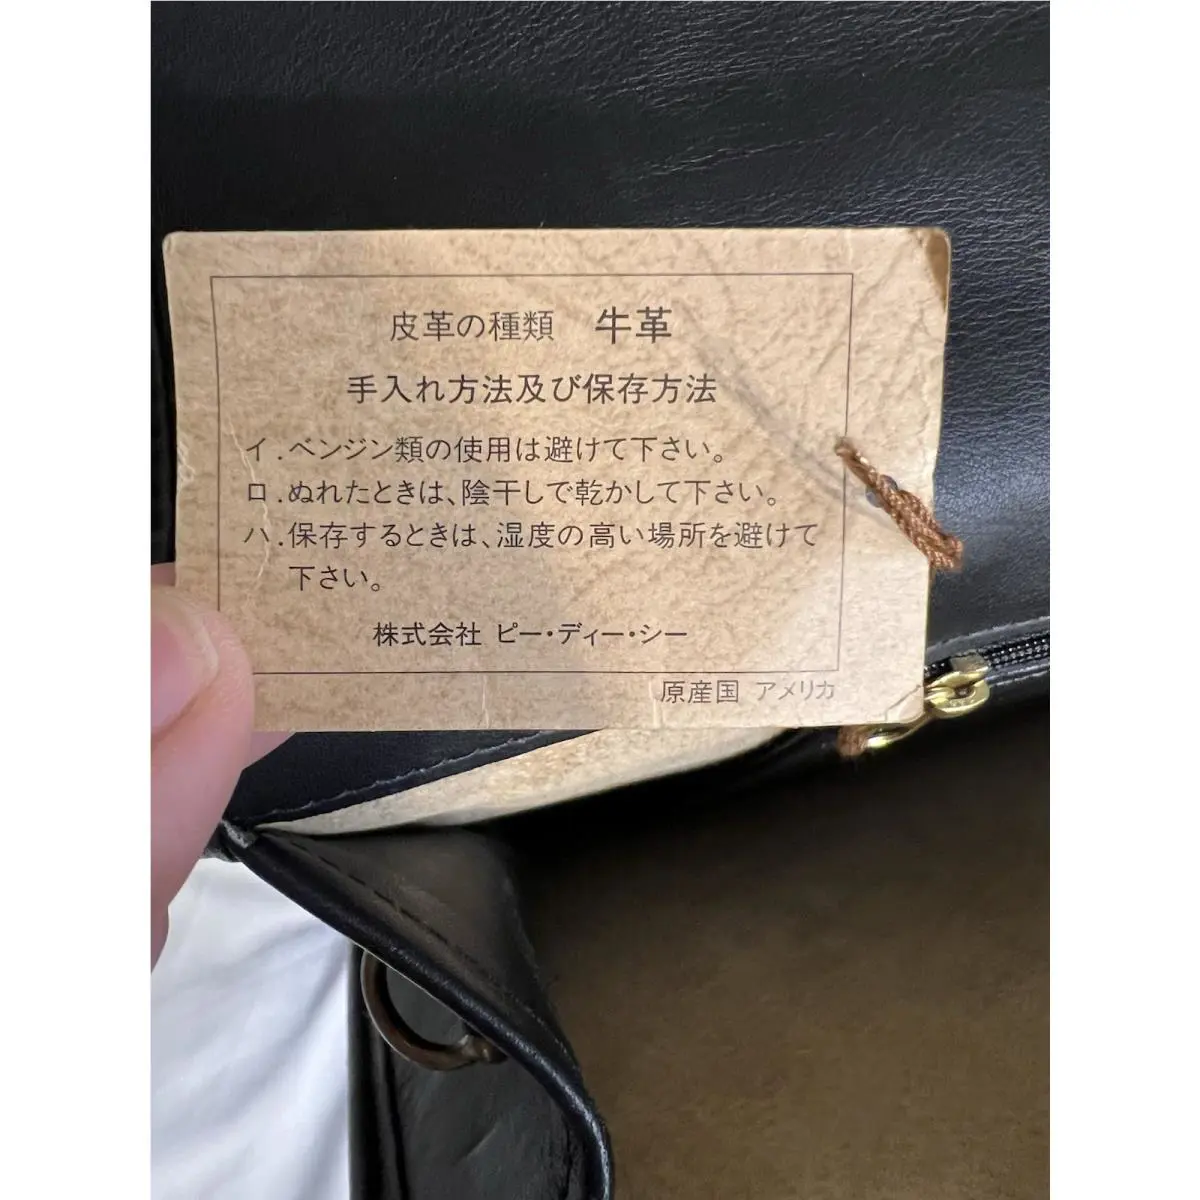 皮革の種類 牛革
手入れ方法及び保存方法
イ.ベンジン類の使用は避けて下さい。
ロ.ぬれたときは、陰干しで乾かして下さい。
ハ.保存するときは、湿度の高い場所を避けて
下さい。
株式会社 ピー・ディー・シー
原産国 アメリカ